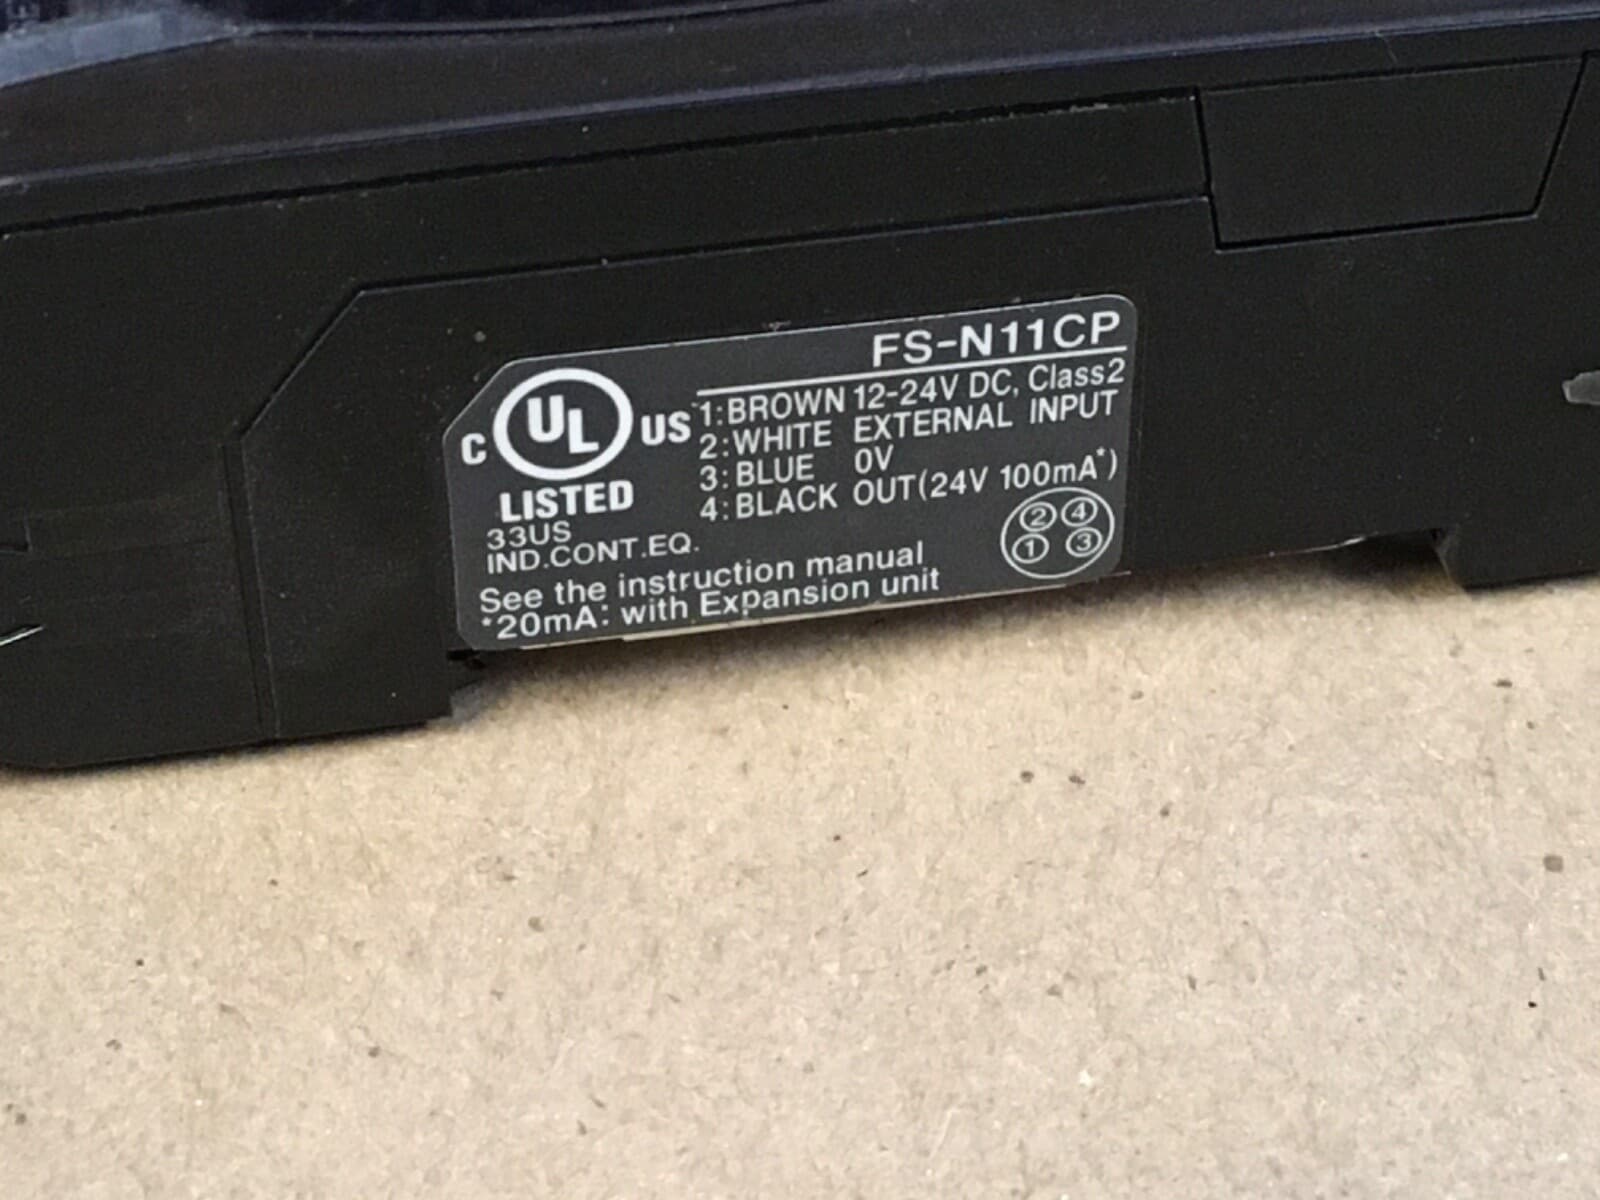 FS-N11CP
C UL US
LISTED
33US
IND.CONT.EQ.
1:BROWN 12-24V DC, Class2
2:WHITE EXTERNAL INPUT
3:BLUE 0V
4:BLACK OUT(24V 100mA*)
2 4
1 3
See the instruction manual
*20mA: with Expansion unit